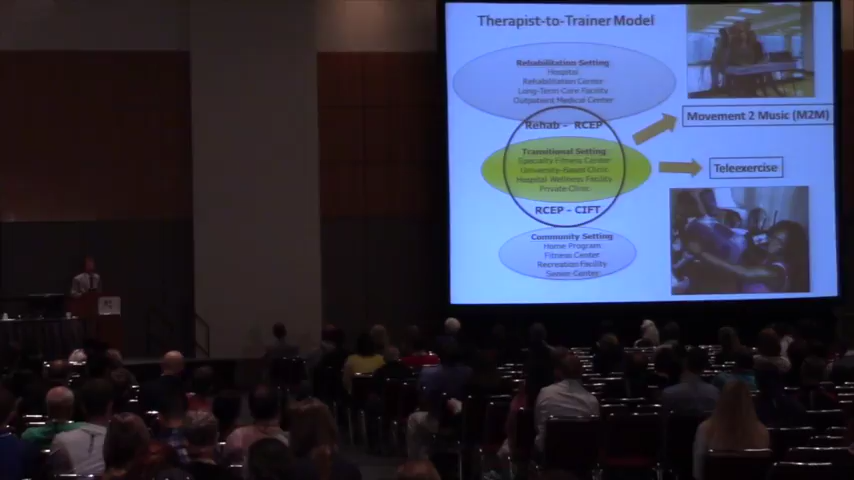 Therapist-to-Trainer Model
Rehabilitation Setting
Hospital
Rehabilitation Center
Long-Term Care Facility
Outpatient Medical Center
Rehab - RCEP
Transitional Setting
Specialty Fitness Center
University-Based Clinic
Hospital Wellness Facility
Private Clinic
RCEP - CIFT
Community Setting
Home Program
Fitness Center
Recreation Facility
Senior Center
Movement 2 Music (M2M)
Teleexercise